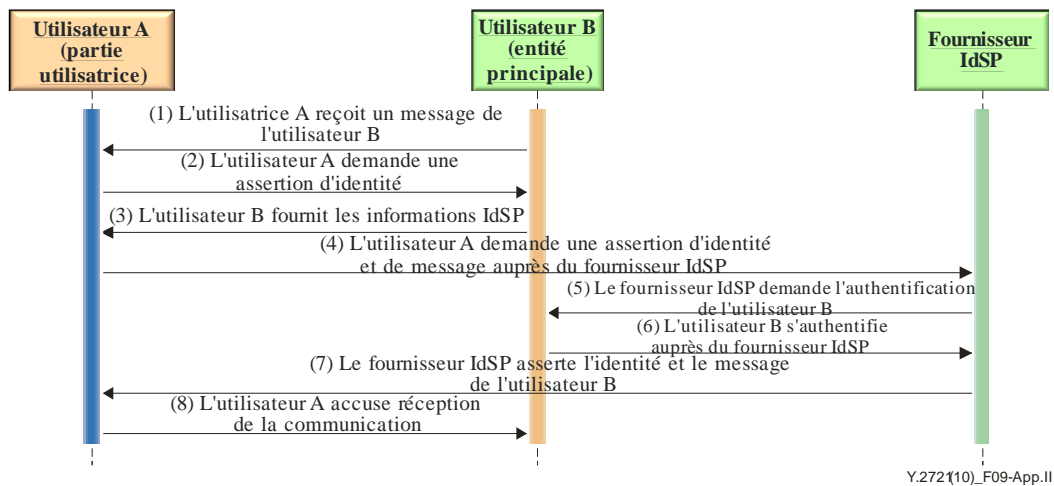 Utilisateur A
(partie
utilisatrice)
Utilisateur B
(entité
principale)
Fournisseur
IdSP
(1) L'utilisatrice A reçoit un message de
l'utilisateur B
(2) L'utilisateur A demande une
assertion d'identité
(3) L'utilisateur B fournit les informations IdSP
(4) L'utilisateur A demande une assertion d'identité
et de message auprès du fournisseur IdSP
(5) Le fournisseur IdSP demande l'authentification
de l'utilisateur B
(6) L'utilisateur B s'authentifie
auprès du fournisseur IdSP
(7) Le fournisseur IdSP asserte l'identité et le message
de l'utilisateur B
(8) L'utilisateur A accuse réception
de la communication
Y.2721(10)_F09-App.II